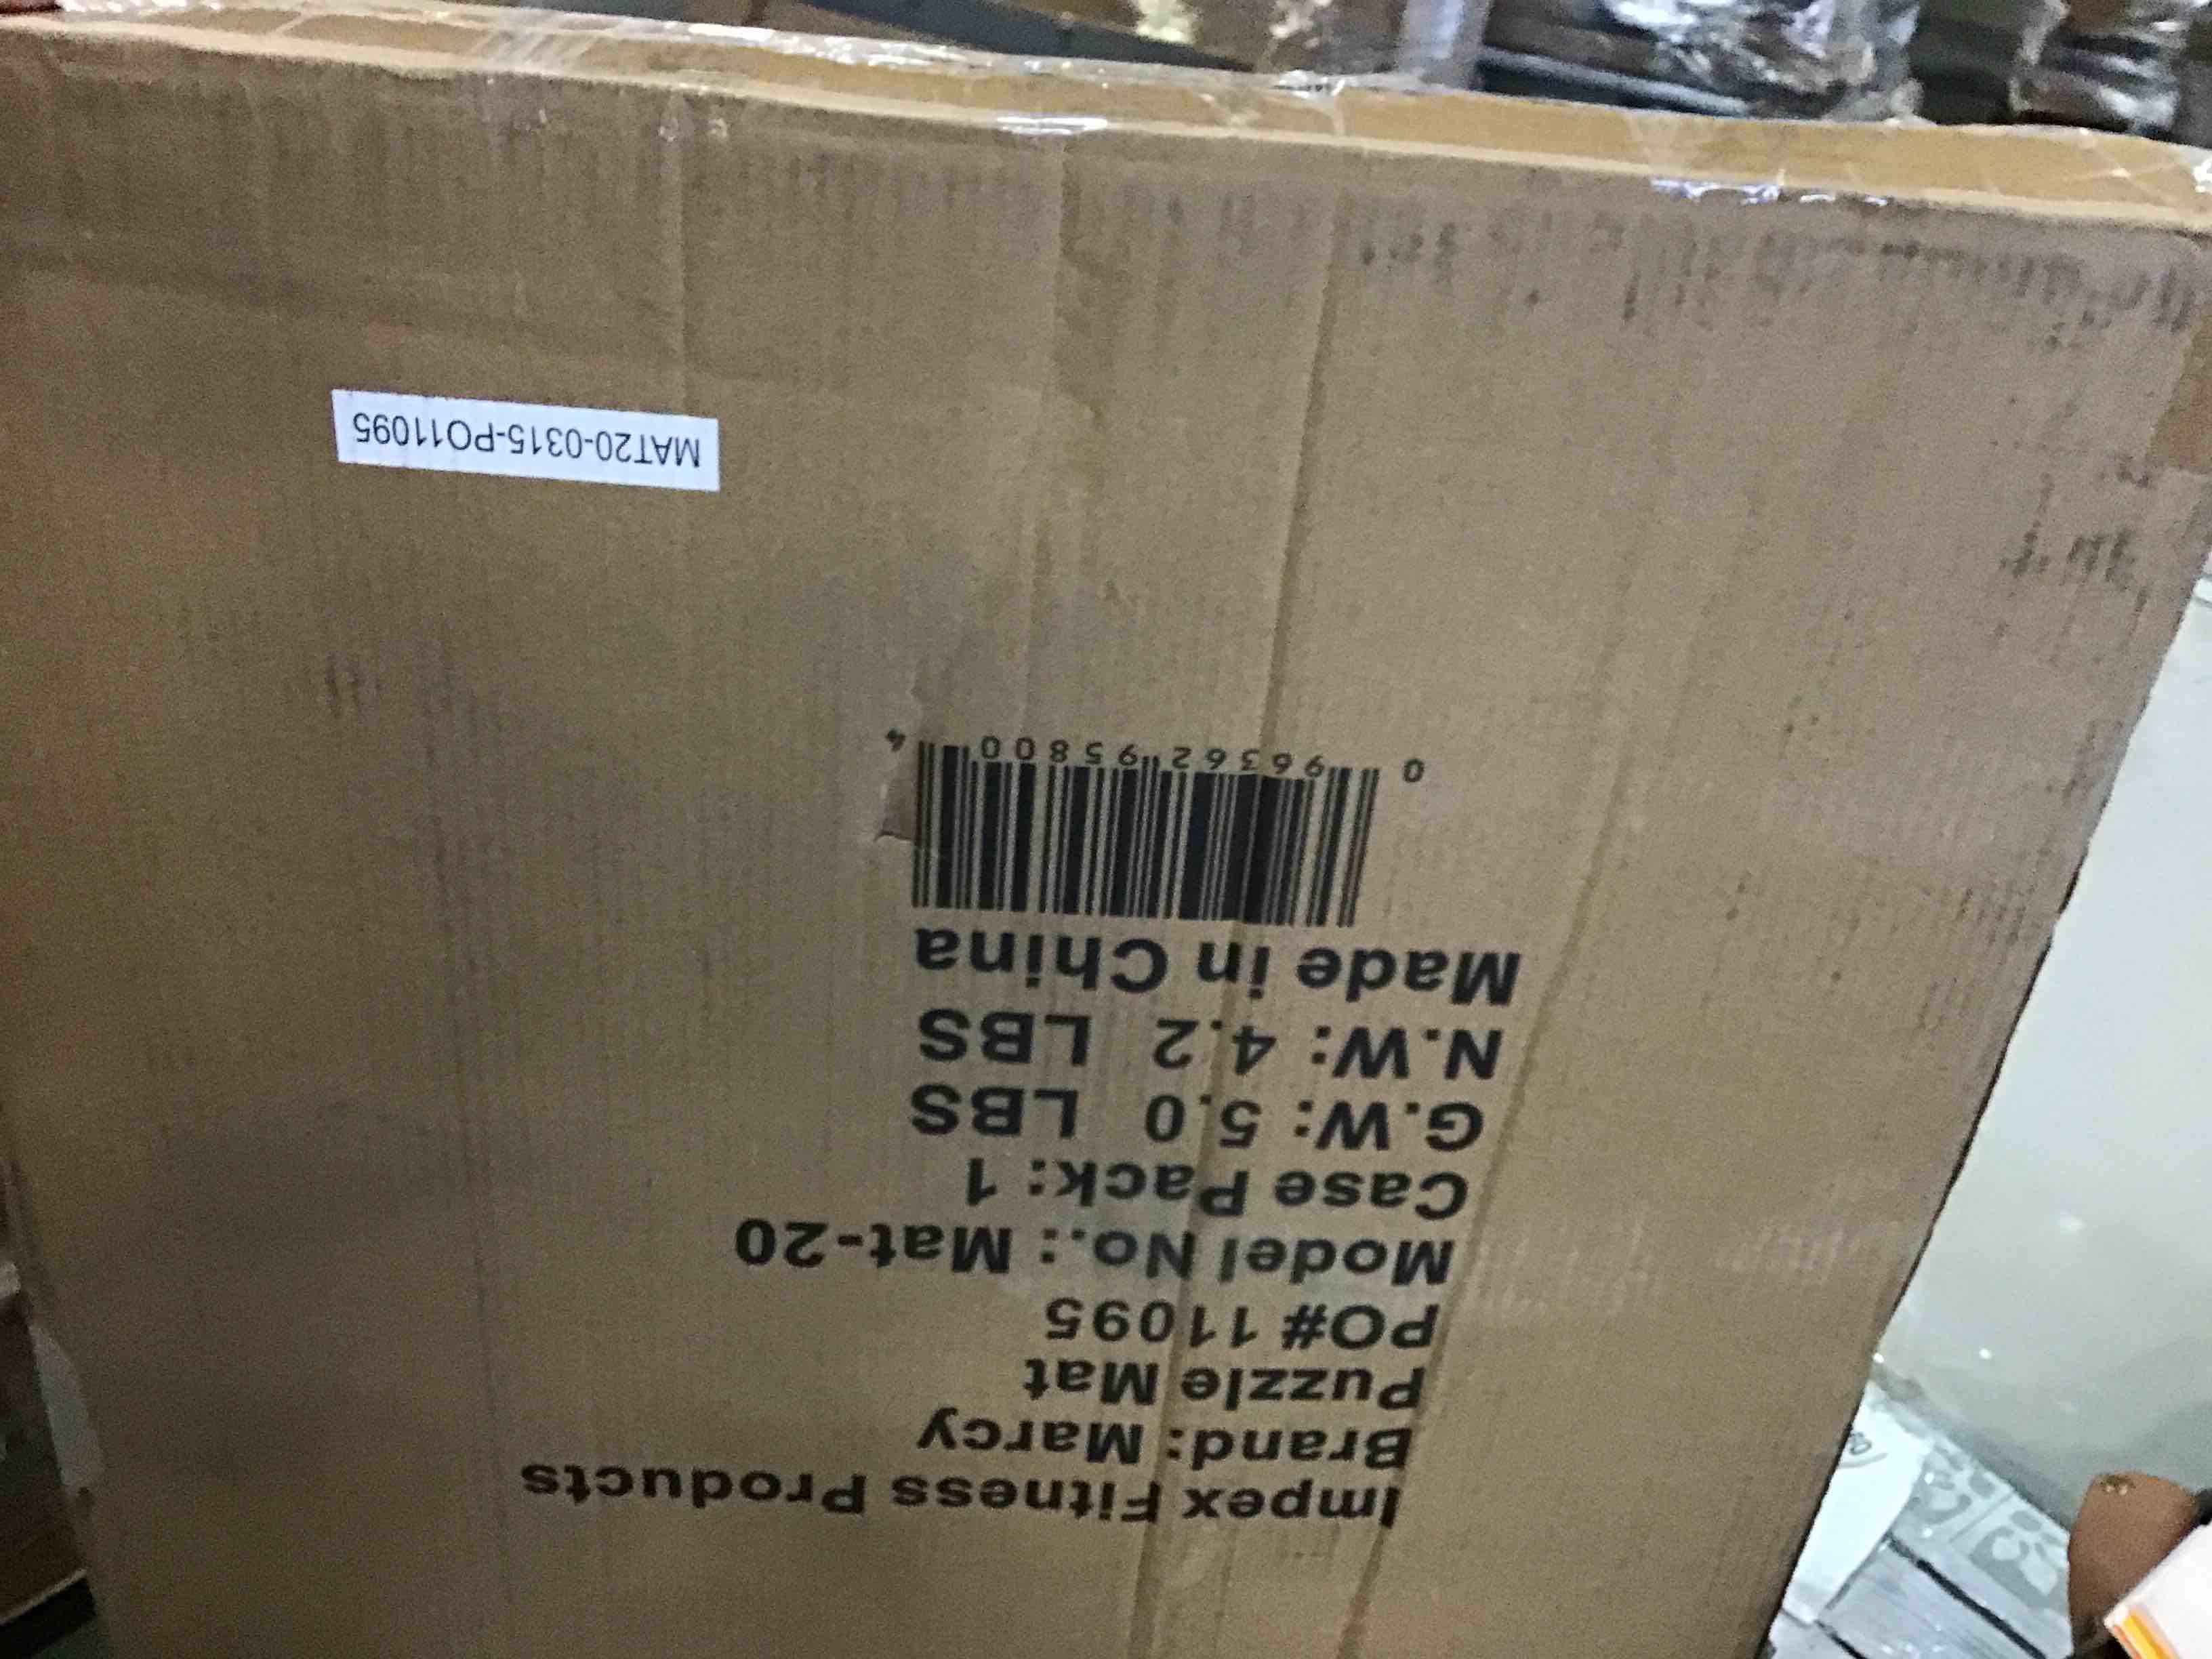 Impex Fitness Products
Brand: Marcy
Puzzle Mat
PO# 11095
Model No.: Mat-20
Case Pack: 1
G.W: 5.0 LBS
N.W: 4.2 LBS
Made in China
0 96362 95800 4
MAT20-0315-PO11095